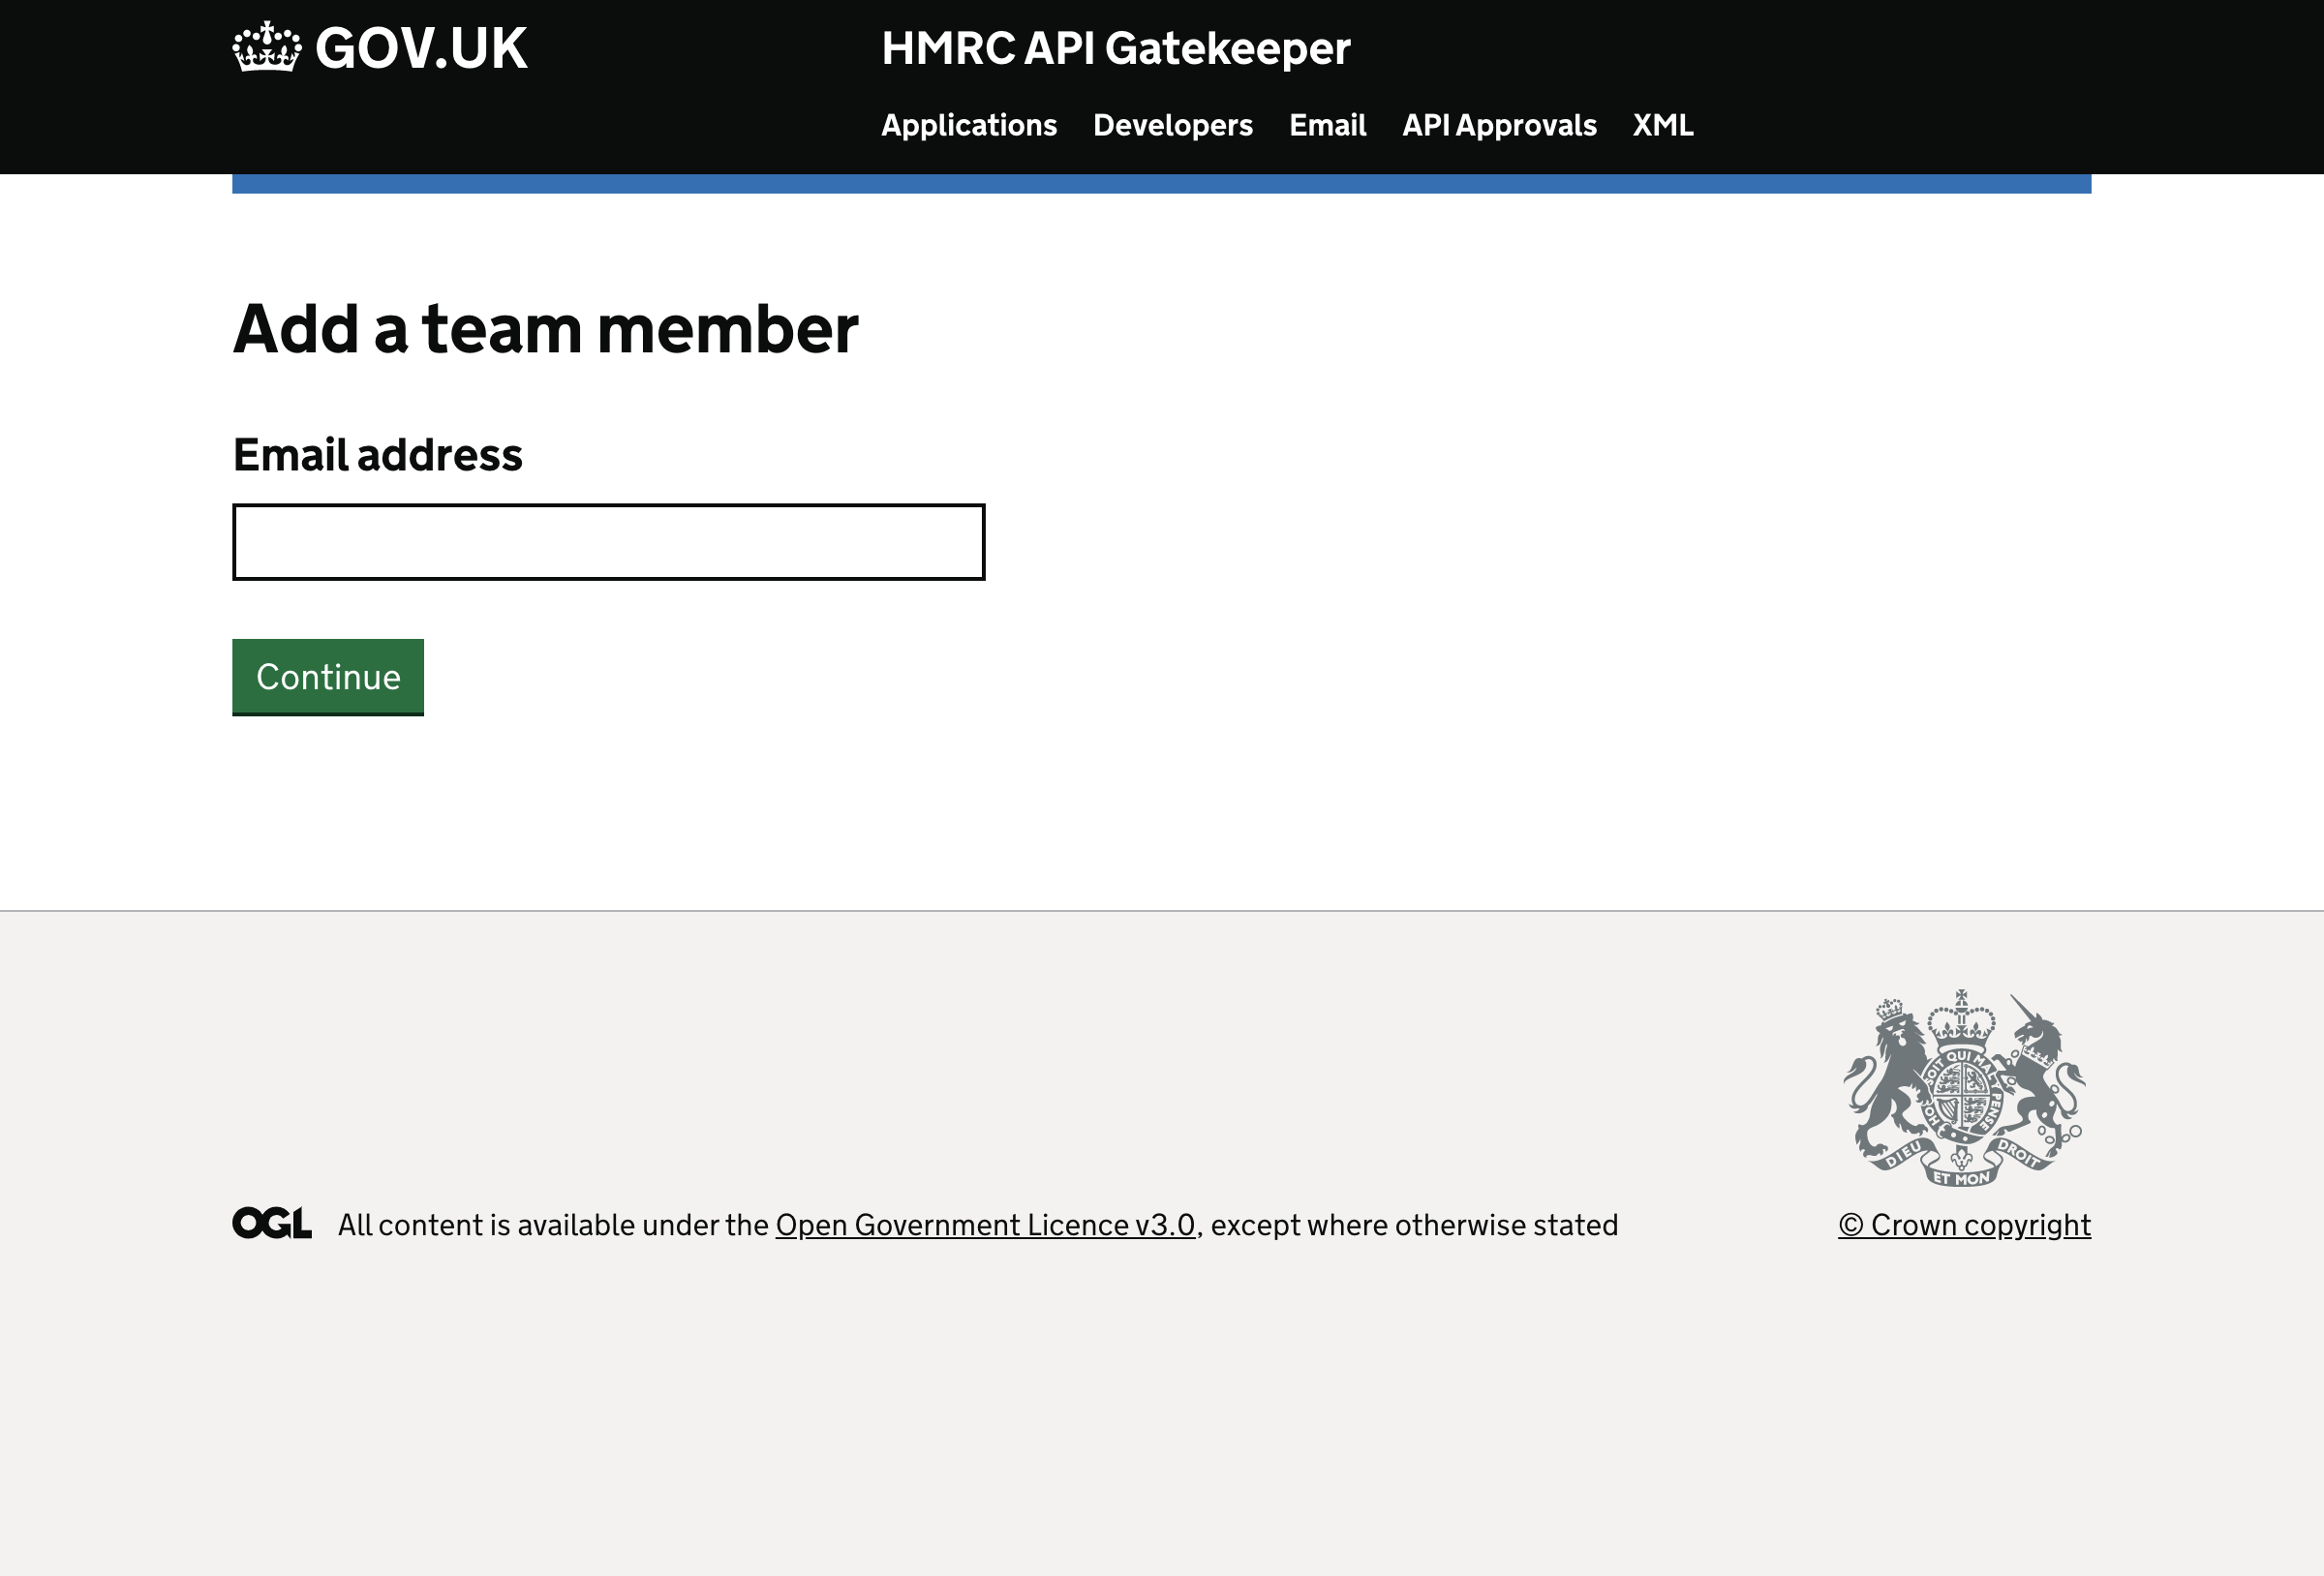 GOV.UK
HMRC API Gatekeeper
Applications Developers Email API Approvals XML
Add a team member
Email address
Continue
SOIT QUI MAL Y PENSE
DIEU ET MON DROIT
OGL All content is available under the Open Government Licence v3.0, except where otherwise stated
© Crown copyright